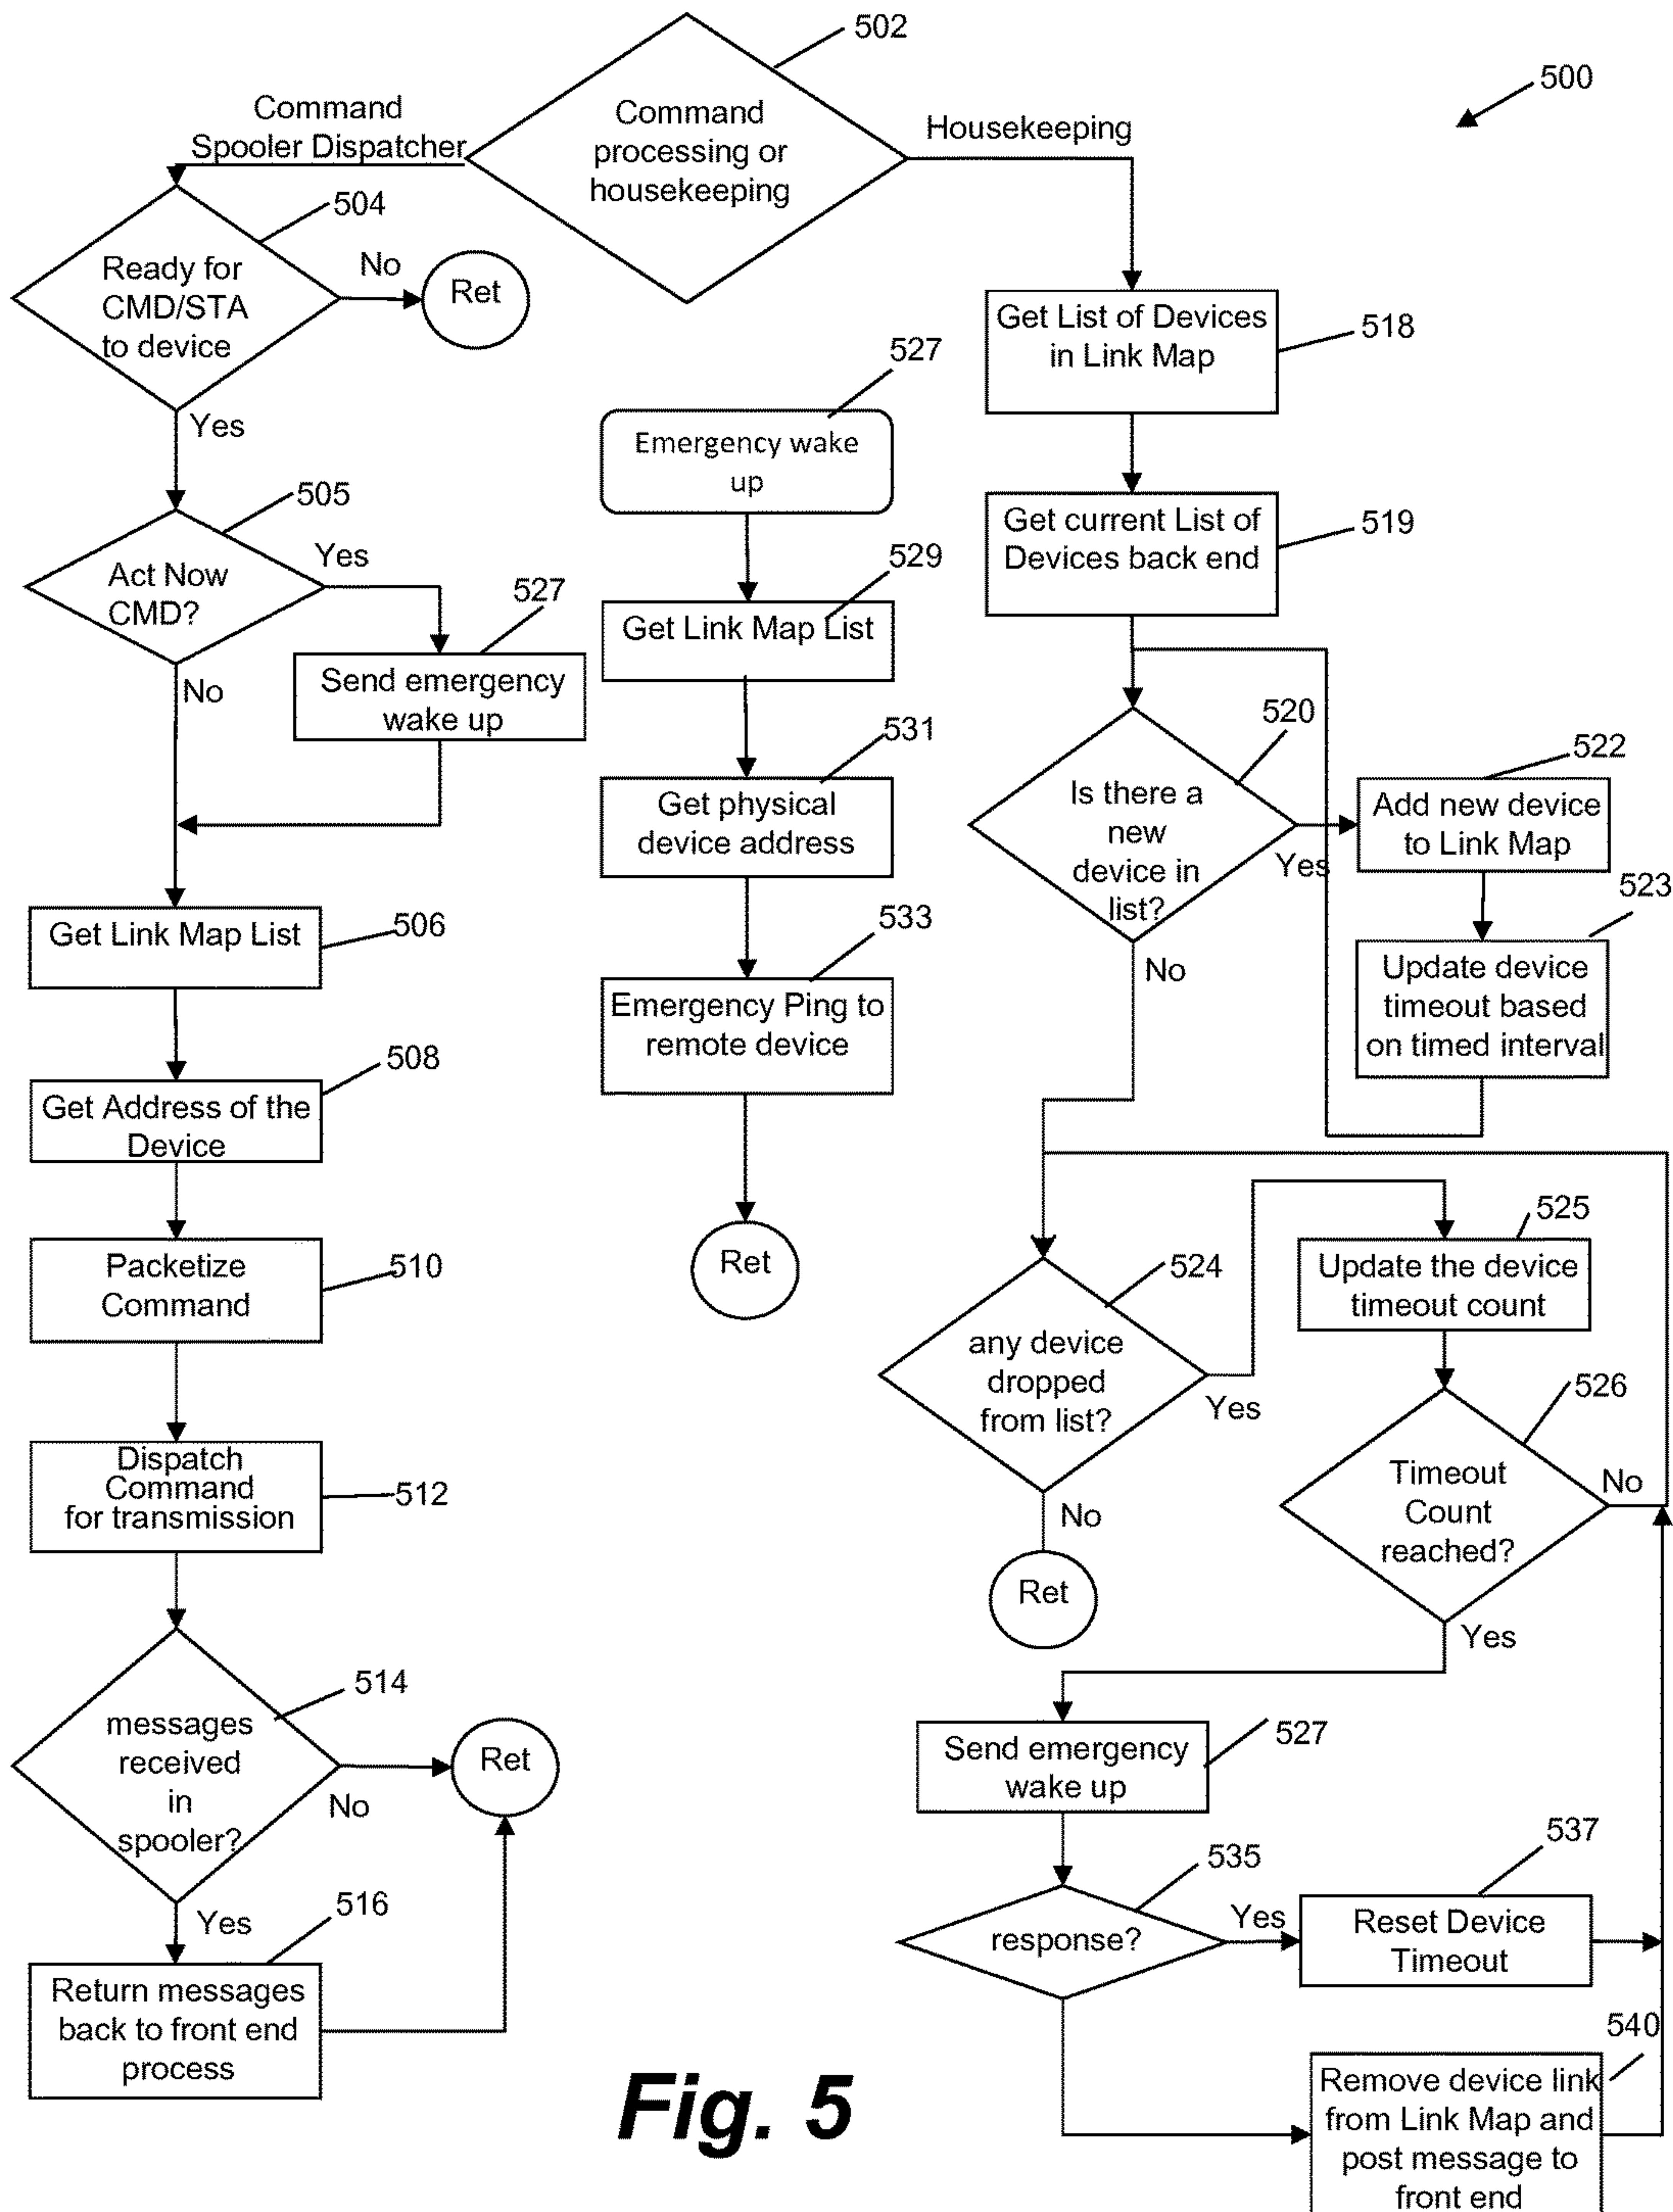 502
500
Command
Spooler Dispatcher
Command
processing or
housekeeping
Housekeeping
504
Ready for
CMD/STA
to device
No
Ret
Yes
505
Act Now
CMD?
Yes
527
Send emergency
wake up
No
Get Link Map List
506
Get Address of the
Device
508
Packetize
Command
510
Dispatch
Command
for transmission
512
514
messages
received
in
spooler?
No
Ret
Yes
516
Return messages
back to front end
process
527
Emergency wake
up
529
Get Link Map List
531
Get physical
device address
533
Emergency Ping to
remote device
Ret
Get List of Devices
in Link Map
518
Get current List of
Devices back end
519
520
Is there a
new
device in
list?
Yes
522
Add new device
to Link Map
523
Update device
timeout based
on timed interval
No
524
any device
dropped
from list?
Yes
525
Update the device
timeout count
526
Timeout
Count
reached?
No
No
Ret
Yes
Send emergency
wake up
527
535
response?
Yes
537
Reset Device
Timeout
540
Remove device link
from Link Map and
post message to
front end
Fig. 5